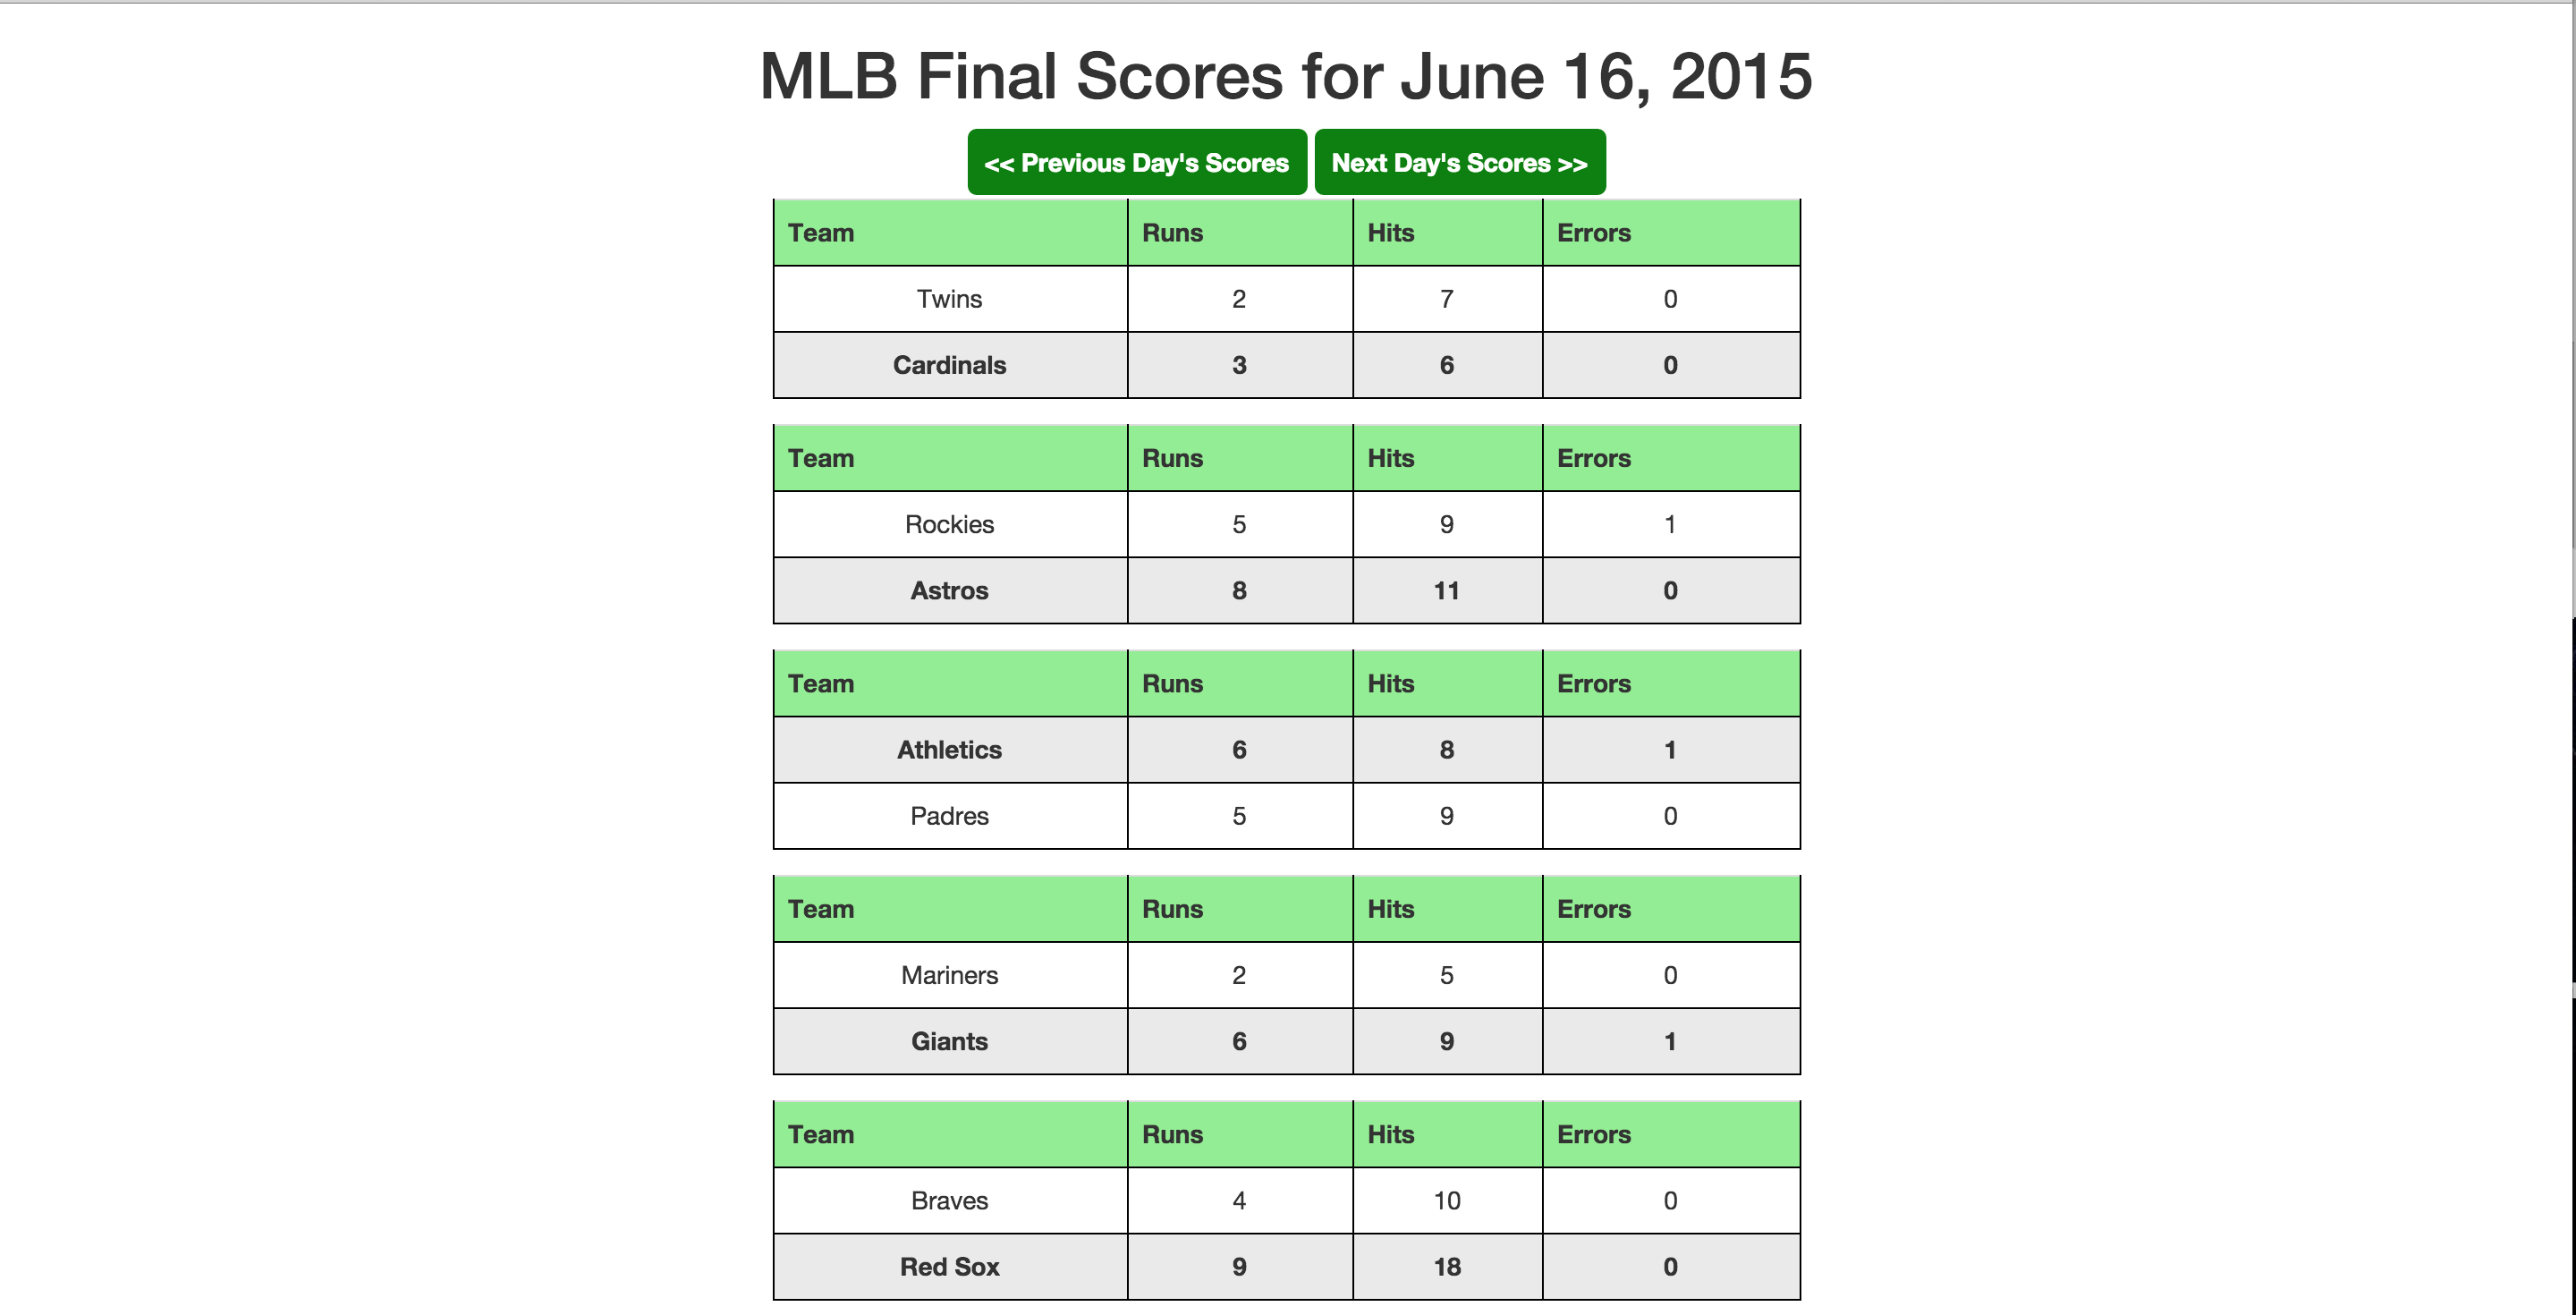 MLB Final Scores for June 16, 2015
<< Previous Day's Scores Next Day's Scores >>
Team Runs Hits Errors
Twins 2 7 0
Cardinals 3 6 0
Team Runs Hits Errors
Rockies 5 9 1
Astros 8 11 0
Team Runs Hits Errors
Athletics 6 8 1
Padres 5 9 0
Team Runs Hits Errors
Mariners 2 5 0
Giants 6 9 1
Team Runs Hits Errors
Braves 4 10 0
Red Sox 9 18 0